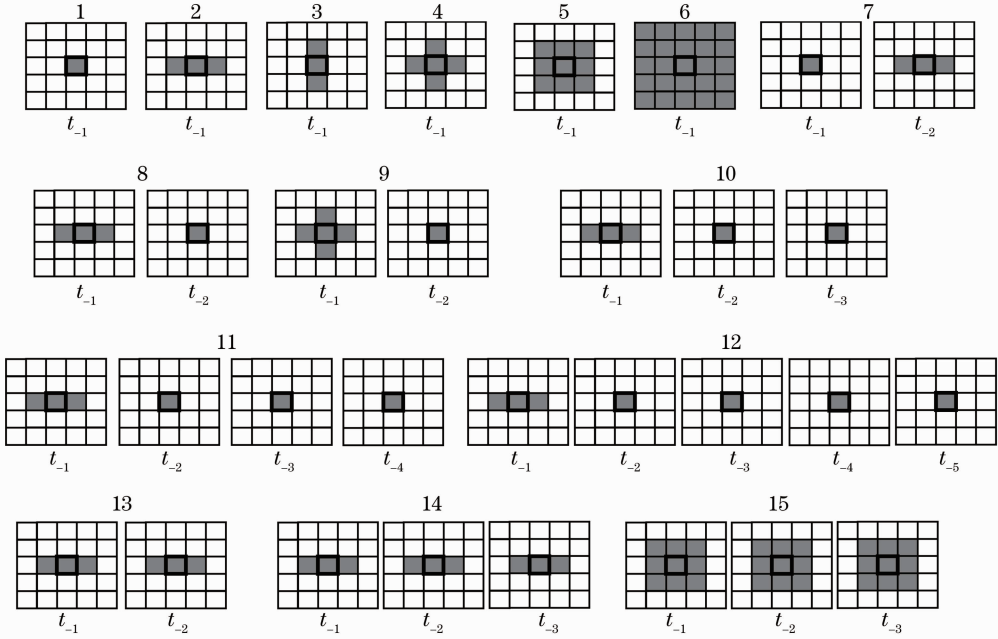 1 2 3 4 5 6 7
t₋₁ t₋₁ t₋₁ t₋₁ t₋₁ t₋₁ t₋₁ t₋₂
8 9 10
t₋₁ t₋₂ t₋₁ t₋₂ t₋₁ t₋₂ t₋₃
11 12
t₋₁ t₋₂ t₋₃ t₋₄ t₋₁ t₋₂ t₋₃ t₋₄ t₋₅
13 14 15
t₋₁ t₋₂ t₋₁ t₋₂ t₋₃ t₋₁ t₋₂ t₋₃